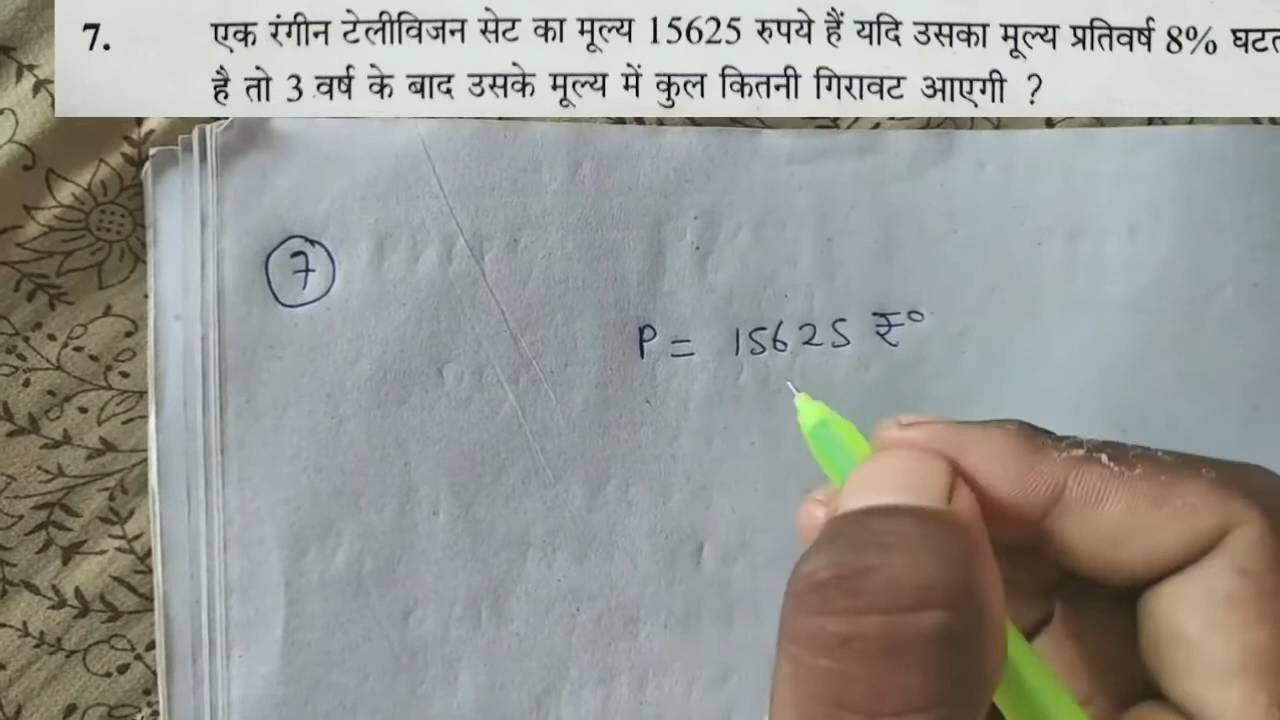 7. एक रंगीन टेलीविजन सेट का मूल्य 15625 रुपये हैं यदि उसका मूल्य प्रतिवर्ष 8%
है तो 3 वर्ष के बाद उसके मूल्य में कुल कितनी गिरावट आएगी ?
7
P = 15625 ₹०